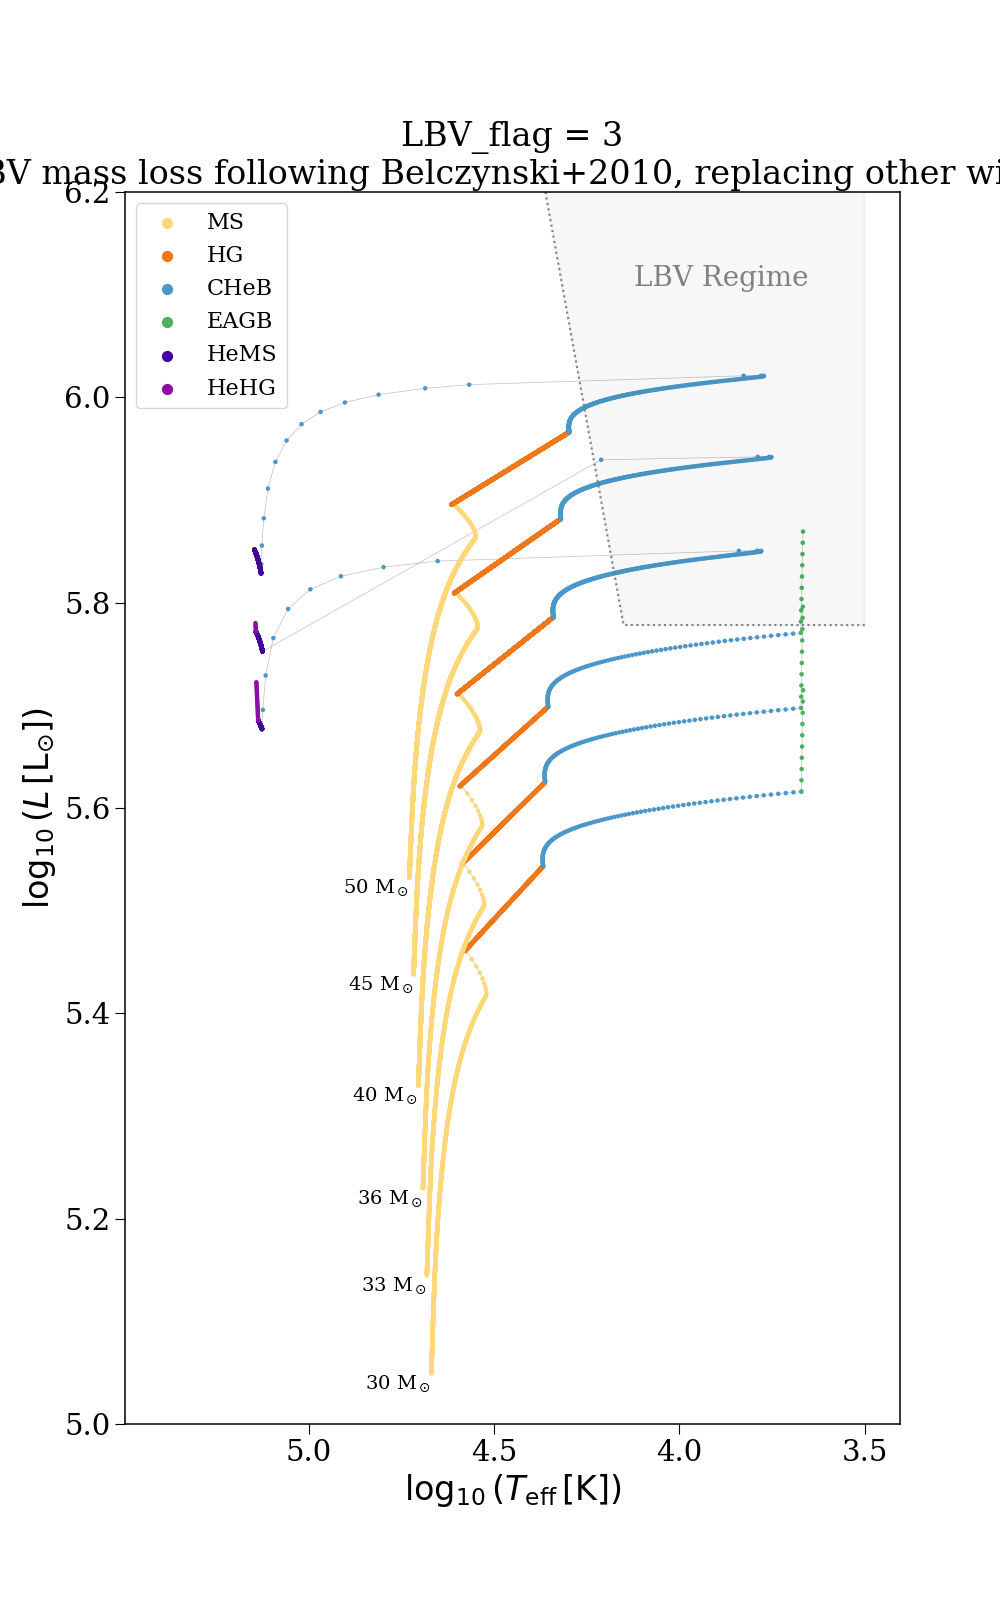 LBV_flag = 3
BV mass loss following Belczynski+2010, replacing other wi
MS
HG
CHeB
EAGB
HeMS
HeHG
LBV Regime
6.2
6.0
5.8
5.6
5.4
5.2
5.0
log₁₀ (L [L⊙])
50 M⊙
45 M⊙
40 M⊙
36 M⊙
33 M⊙
30 M⊙
5.0 4.5 4.0 3.5
log₁₀ (T_eff [K])